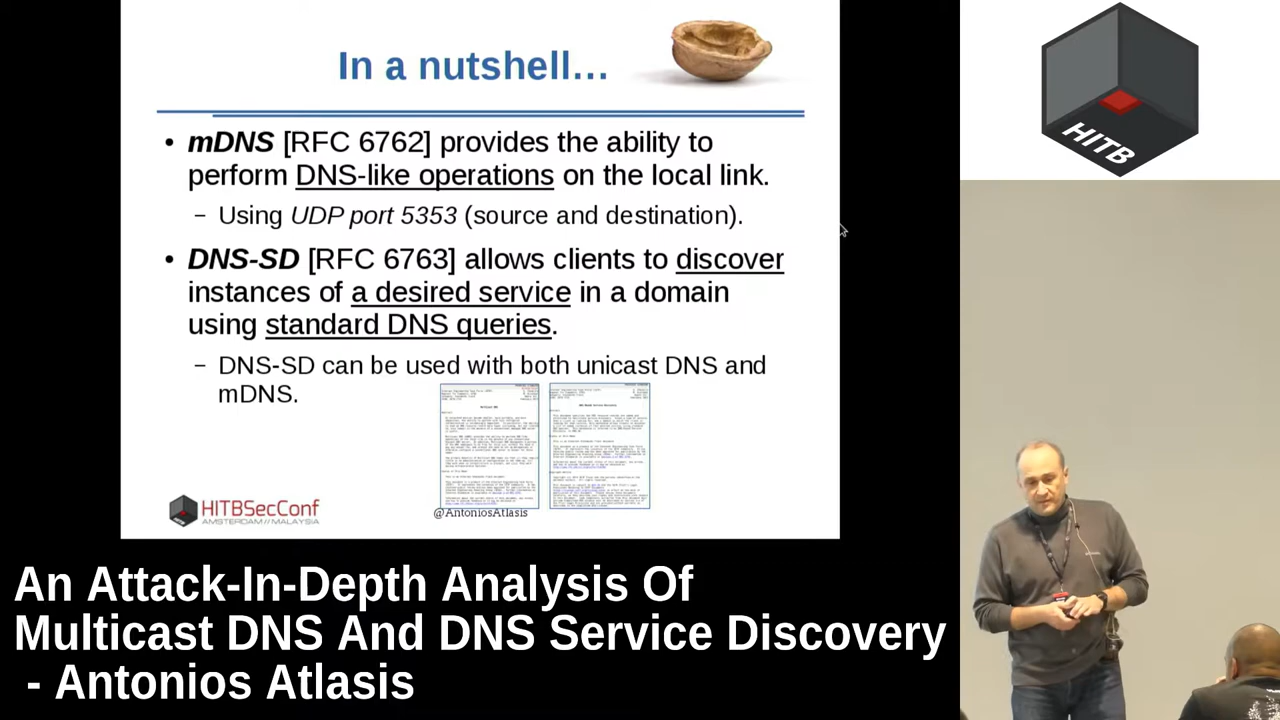 In a nutshell...
• mDNS [RFC 6762] provides the ability to
perform DNS-like operations on the local link.
– Using UDP port 5353 (source and destination).
• DNS-SD [RFC 6763] allows clients to discover
instances of a desired service in a domain
using standard DNS queries.
– DNS-SD can be used with both unicast DNS and
mDNS.
HITBSecConf
AMSTERDAM // MALAYSIA
@AntoniosAtlasis
An Attack-In-Depth Analysis Of
Multicast DNS And DNS Service Discovery
- Antonios Atlasis
HITB